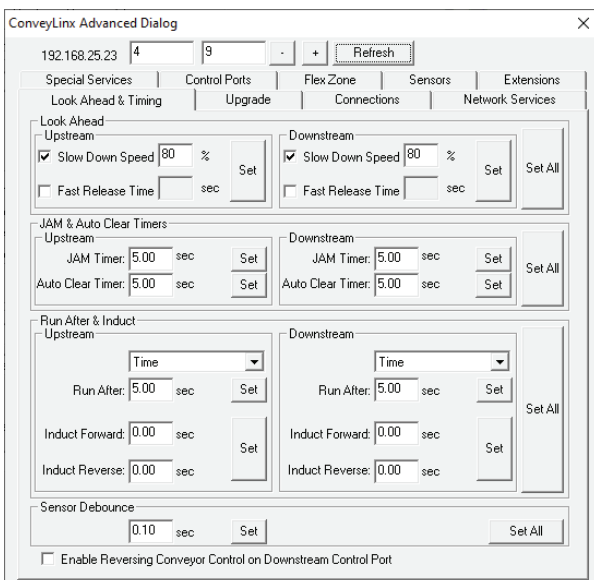 ConveyLinx Advanced Dialog
192.168.25.23 4 9 - + Refresh
Special Services Control Ports Flex Zone Sensors Extensions
Look Ahead & Timing Upgrade Connections Network Services
Look Ahead
Upstream Downstream
Slow Down Speed 80 % Set Slow Down Speed 80 % Set Set All
Fast Release Time sec Fast Release Time sec
JAM & Auto Clear Timers
Upstream Downstream
JAM Timer: 5.00 sec Set JAM Timer: 5.00 sec Set Set All
Auto Clear Timer: 5.00 sec Set Auto Clear Timer: 5.00 sec Set
Run After & Induct
Upstream Downstream
Time Time
Run After: 5.00 sec Set Run After: 5.00 sec Set Set All
Induct Forward: 0.00 sec Set Induct Forward: 0.00 sec Set
Induct Reverse: 0.00 sec Induct Reverse: 0.00 sec
Sensor Debounce
0.10 sec Set Set All
Enable Reversing Conveyor Control on Downstream Control Port